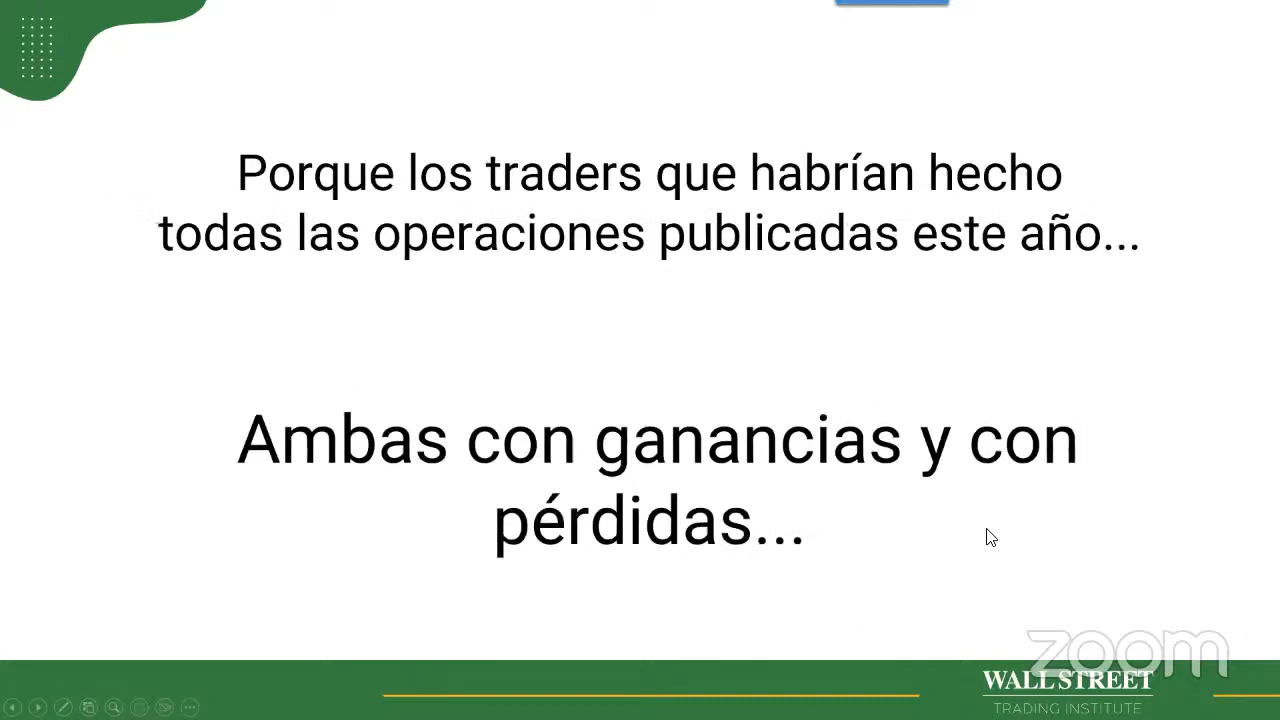 Porque los traders que habrían hecho
todas las operaciones publicadas este año...
Ambas con ganancias y con
pérdidas...
zoom
WALL STREET
TRADING INSTITUTE